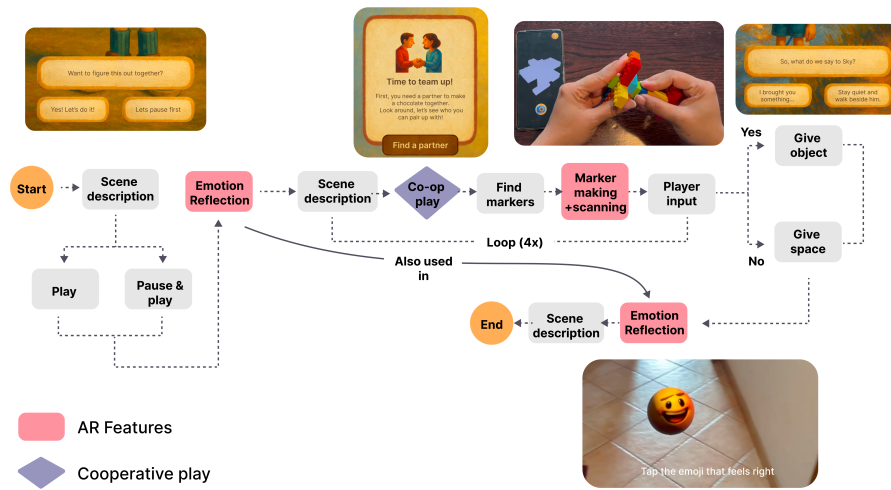 Want to figure this out together?
Yes! Let's do it!
Lets pause first
Time to team up!
First, you need a partner to make
a chocolate together.
Look around, let's see who you
can pair up with!
Find a partner
So, what do we say to Sky?
I brought you
something...
Stay quiet and
walk beside him.
Start
Scene
description
Emotion
Reflection
Scene
description
Co-op
play
Find
markers
Marker
making
+scanning
Player
input
Yes
Give
object
No
Give
space
Loop (4x)
Also used
in
Play
Pause &
play
End
Scene
description
Emotion
Reflection
Tap the emoji that feels right
AR Features
Cooperative play